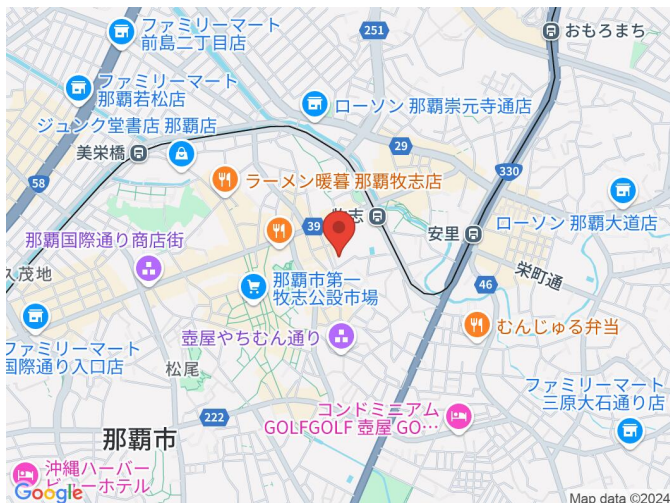 251
おもろまち
ファミリーマート
前島二丁目店
ファミリーマート
那覇若松店
ローソン 那覇崇元寺通店
ジュンク堂書店 那覇店
29
美栄橋
330
58
ラーメン暖暮 那覇牧志店
ローソン 那覇大道店
39
牧志
安里
那覇国際通り商店街
久茂地
栄町通
46
那覇市第一
牧志公設市場
むんじゅる弁当
壺屋やちむん通り
ファミリーマート
国際通り入口店
松尾
ファミリーマート
三原大石通り店
コンドミニアム
GOLFGOLF 壺屋 GO…
222
那覇市
沖縄ハーバー
ビューホテル
Google
Map data ©2024